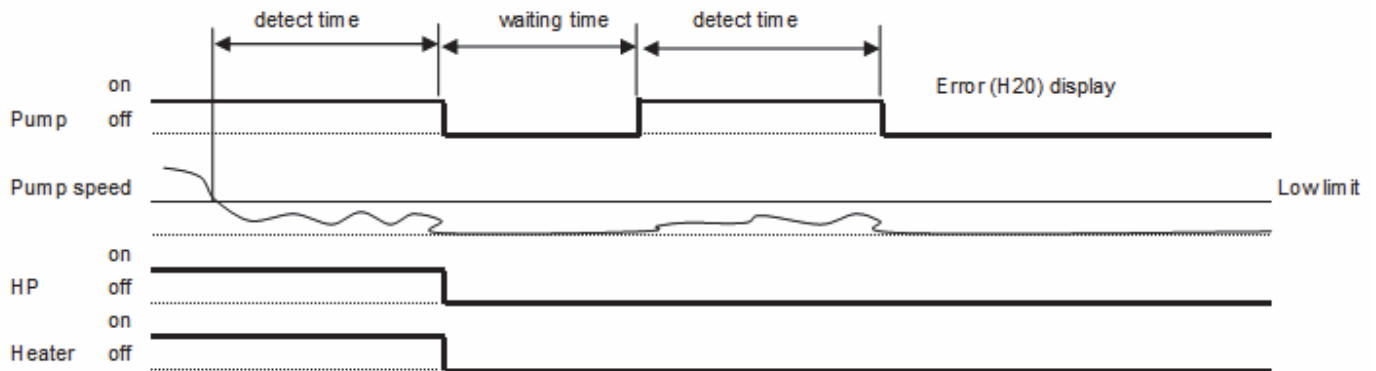 detect time waiting time detect time
on Error (H20) display
Pump off
Pump speed Low limit
on
HP off
on
Heater off